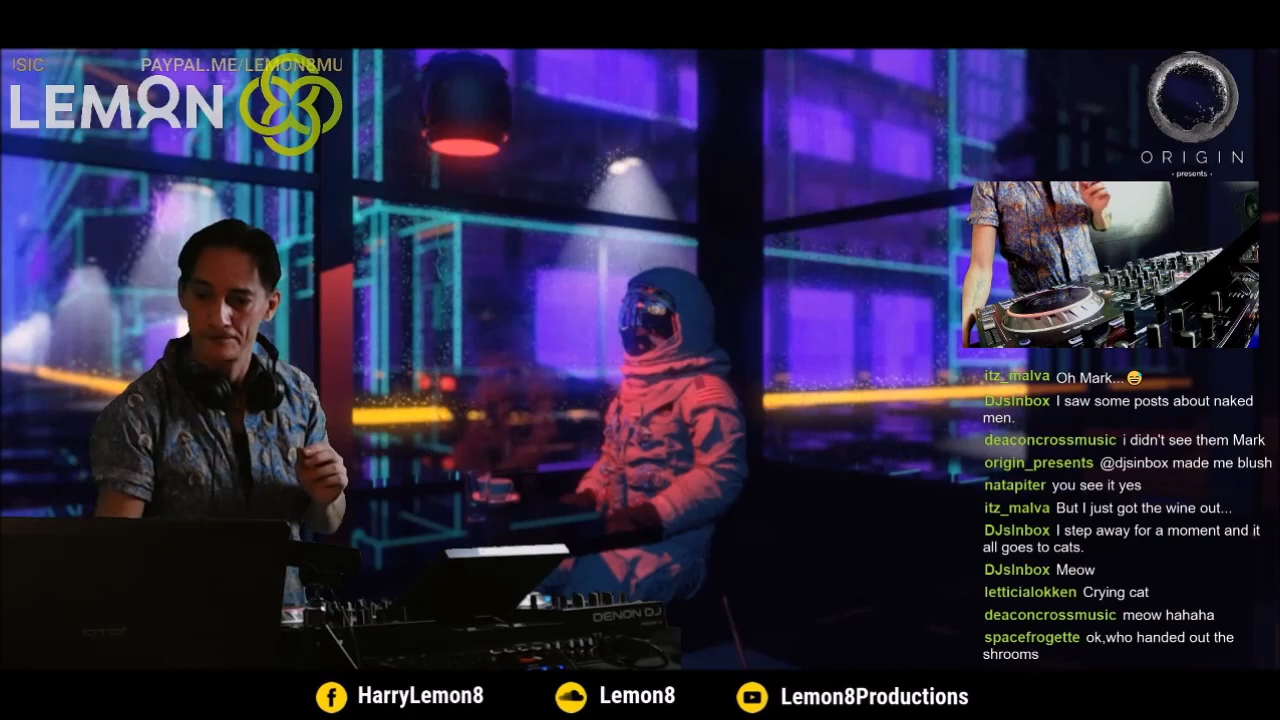 ISIC PAYPAL.ME/LEMON8MU
LEM8N
ORIGIN
- presents -
itz_malva Oh Mark...😅
DJsInbox I saw some posts about naked
men.
deaconcrossmusic i didn't see them Mark
origin_presents @djsinbox made me blush
natapiter you see it yes
itz_malva But I just got the wine out...
DJsInbox I step away for a moment and it
all goes to cats.
DJsInbox Meow
letticialokken Crying cat
deaconcrossmusic meow hahaha
spacefrogette ok,who handed out the
shrooms
DENON DJ
HarryLemon8
Lemon8
Lemon8Productions